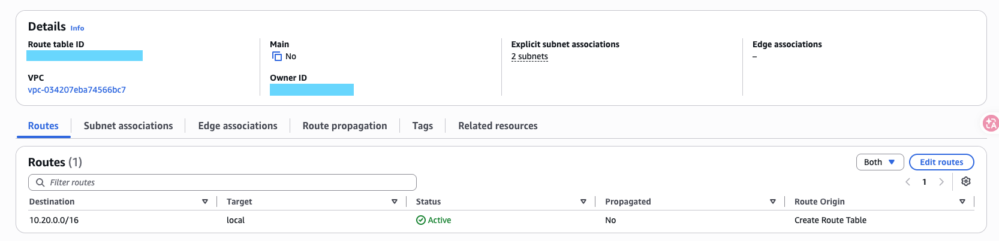 Details Info
Route table ID
Main
No
Explicit subnet associations
2 subnets
Edge associations
–
VPC
vpc-034207eba74566bc7
Owner ID
Routes Subnet associations Edge associations Route propagation Tags Related resources
Routes (1)
Both Edit routes
Filter routes
1
Destination Target Status Propagated Route Origin
10.20.0.0/16 local Active No Create Route Table